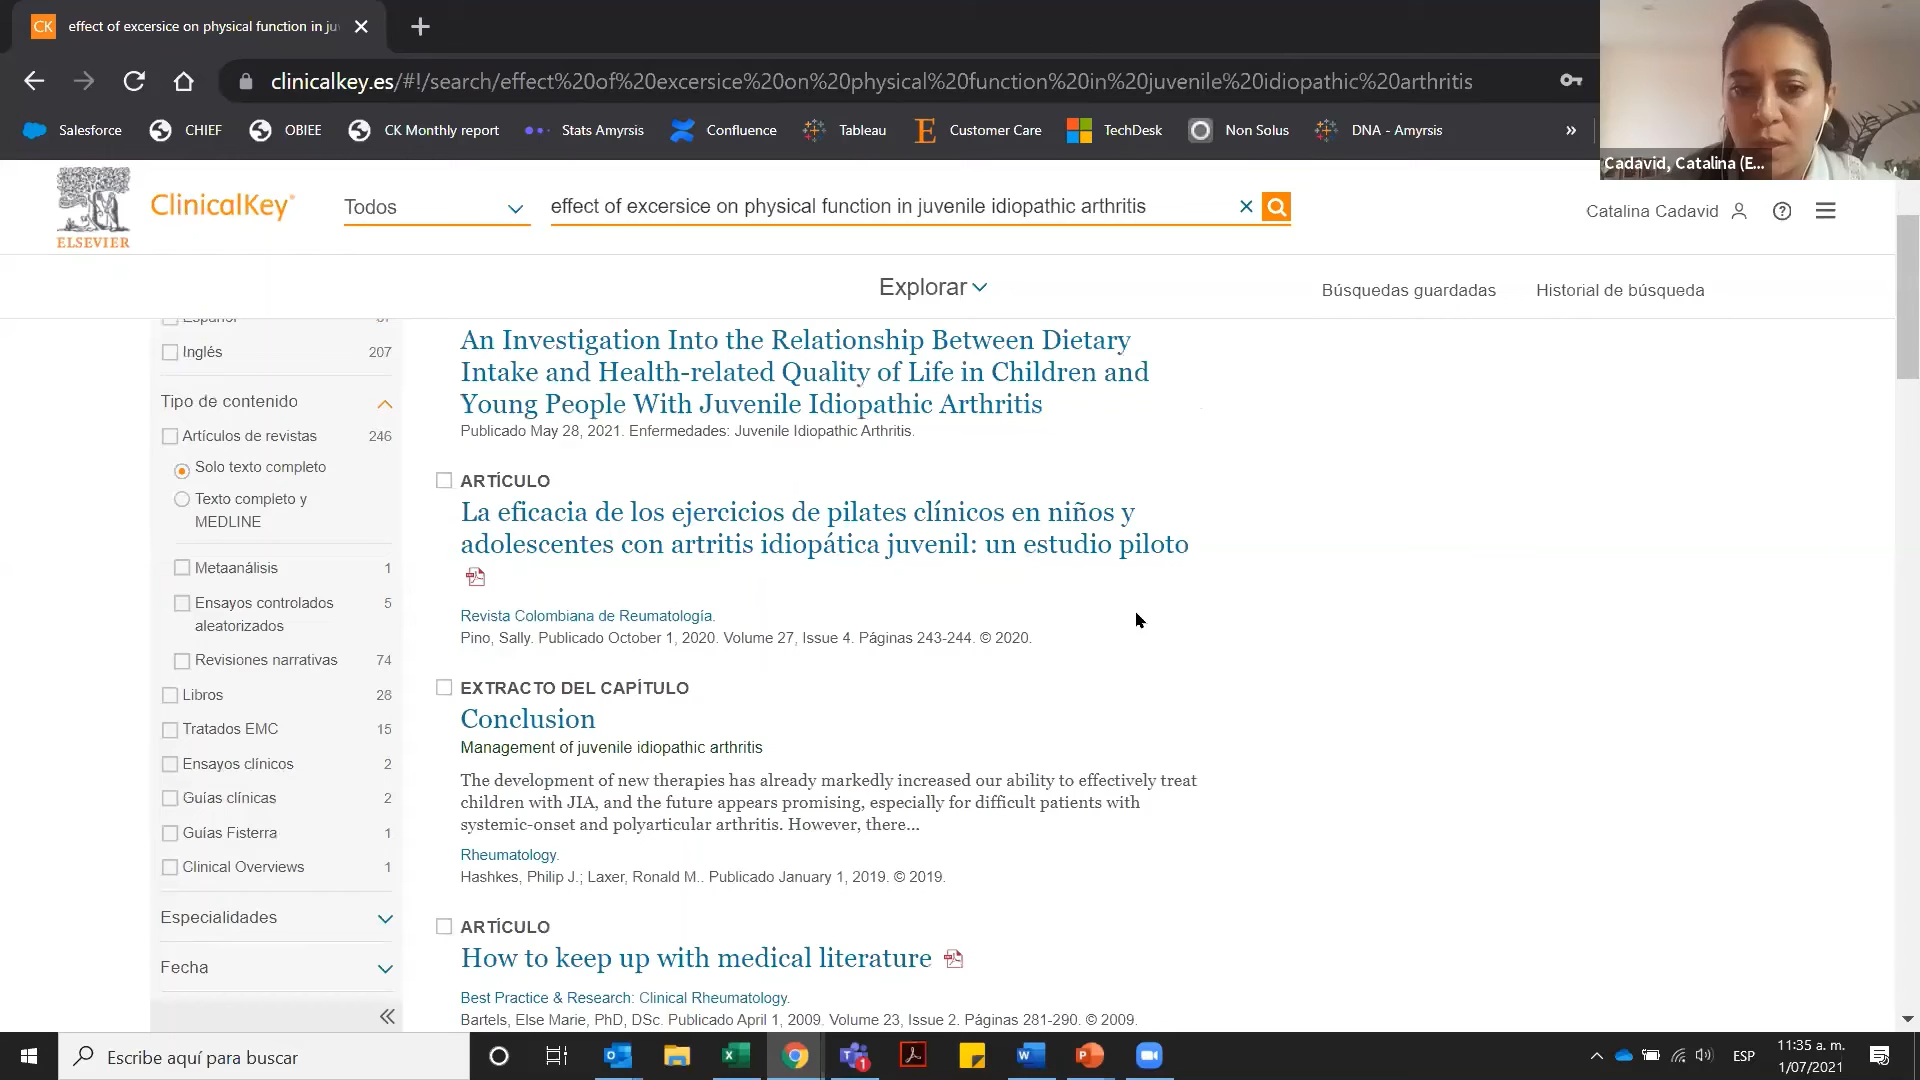 CK effect of excersice on physical function in ju
clinicalkey.es/#!/search/effect%20of%20excersice%20on%20physical%20function%20in%20juvenile%20idiopathic%20arthritis
Salesforce CHIEF OBIEE CK Monthly report Stats Amyrsis Confluence Tableau Customer Care TechDesk Non Solus DNA - Amyrsis »
Cadavid, Catalina (E...
ELSEVIER
ClinicalKey®
Todos
effect of excersice on physical function in juvenile idiopathic arthritis
Catalina Cadavid
Explorar
Búsquedas guardadas
Historial de búsqueda
Español
Inglés 207
Tipo de contenido
Artículos de revistas 246
Solo texto completo
Texto completo y
MEDLINE
Metaanálisis 1
Ensayos controlados 5
aleatorizados
Revisiones narrativas 74
Libros 28
Tratados EMC 15
Ensayos clínicos 2
Guías clínicas 2
Guías Fisterra 1
Clinical Overviews 1
Especialidades
Fecha
An Investigation Into the Relationship Between Dietary
Intake and Health-related Quality of Life in Children and
Young People With Juvenile Idiopathic Arthritis
Publicado May 28, 2021. Enfermedades: Juvenile Idiopathic Arthritis.
ARTÍCULO
La eficacia de los ejercicios de pilates clínicos en niños y
adolescentes con artritis idiopática juvenil: un estudio piloto
Revista Colombiana de Reumatología.
Pino, Sally. Publicado October 1, 2020. Volume 27, Issue 4. Páginas 243-244. © 2020.
EXTRACTO DEL CAPÍTULO
Conclusion
Management of juvenile idiopathic arthritis
The development of new therapies has already markedly increased our ability to effectively treat
children with JIA, and the future appears promising, especially for difficult patients with
systemic-onset and polyarticular arthritis. However, there...
Rheumatology.
Hashkes, Philip J.; Laxer, Ronald M.. Publicado January 1, 2019. © 2019.
ARTÍCULO
How to keep up with medical literature
Best Practice & Research: Clinical Rheumatology.
Bartels, Else Marie, PhD, DSc. Publicado April 1, 2009. Volume 23, Issue 2. Páginas 281-290. © 2009.
Escribe aquí para buscar
ESP
11:35 a. m.
1/07/2021